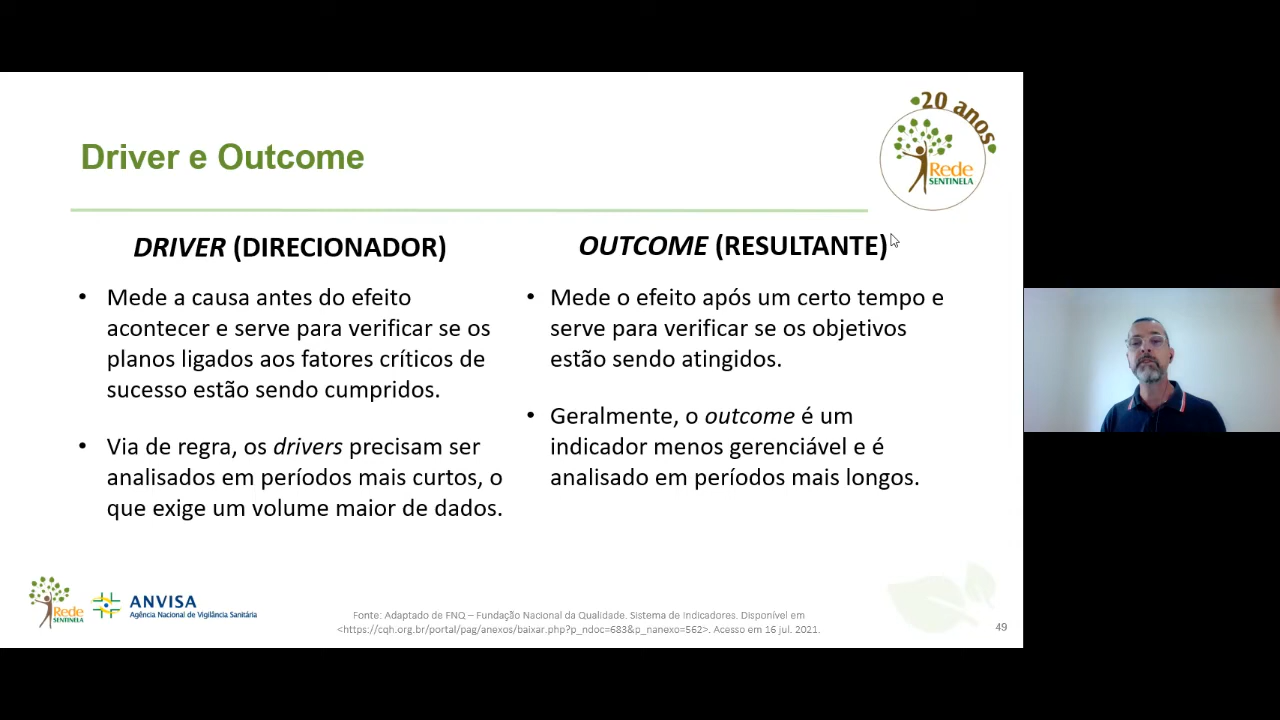 20 anos
Rede
SENTINELA
Driver e Outcome
DRIVER (DIRECIONADOR)
• Mede a causa antes do efeito
acontecer e serve para verificar se os
planos ligados aos fatores críticos de
sucesso estão sendo cumpridos.
• Via de regra, os drivers precisam ser
analisados em períodos mais curtos, o
que exige um volume maior de dados.
OUTCOME (RESULTANTE)
• Mede o efeito após um certo tempo e
serve para verificar se os objetivos
estão sendo atingidos.
• Geralmente, o outcome é um
indicador menos gerenciável e é
analisado em períodos mais longos.
Rede
SENTINELA
ANVISA
Agência Nacional de Vigilância Sanitária
Fonte: Adaptado de FNQ – Fundação Nacional da Qualidade. Sistema de Indicadores. Disponível em
<https://cqh.org.br/portal/pag/anexos/baixar.php?p_ndoc=683&p_nanexo=562>. Acesso em 16 jul. 2021.
49